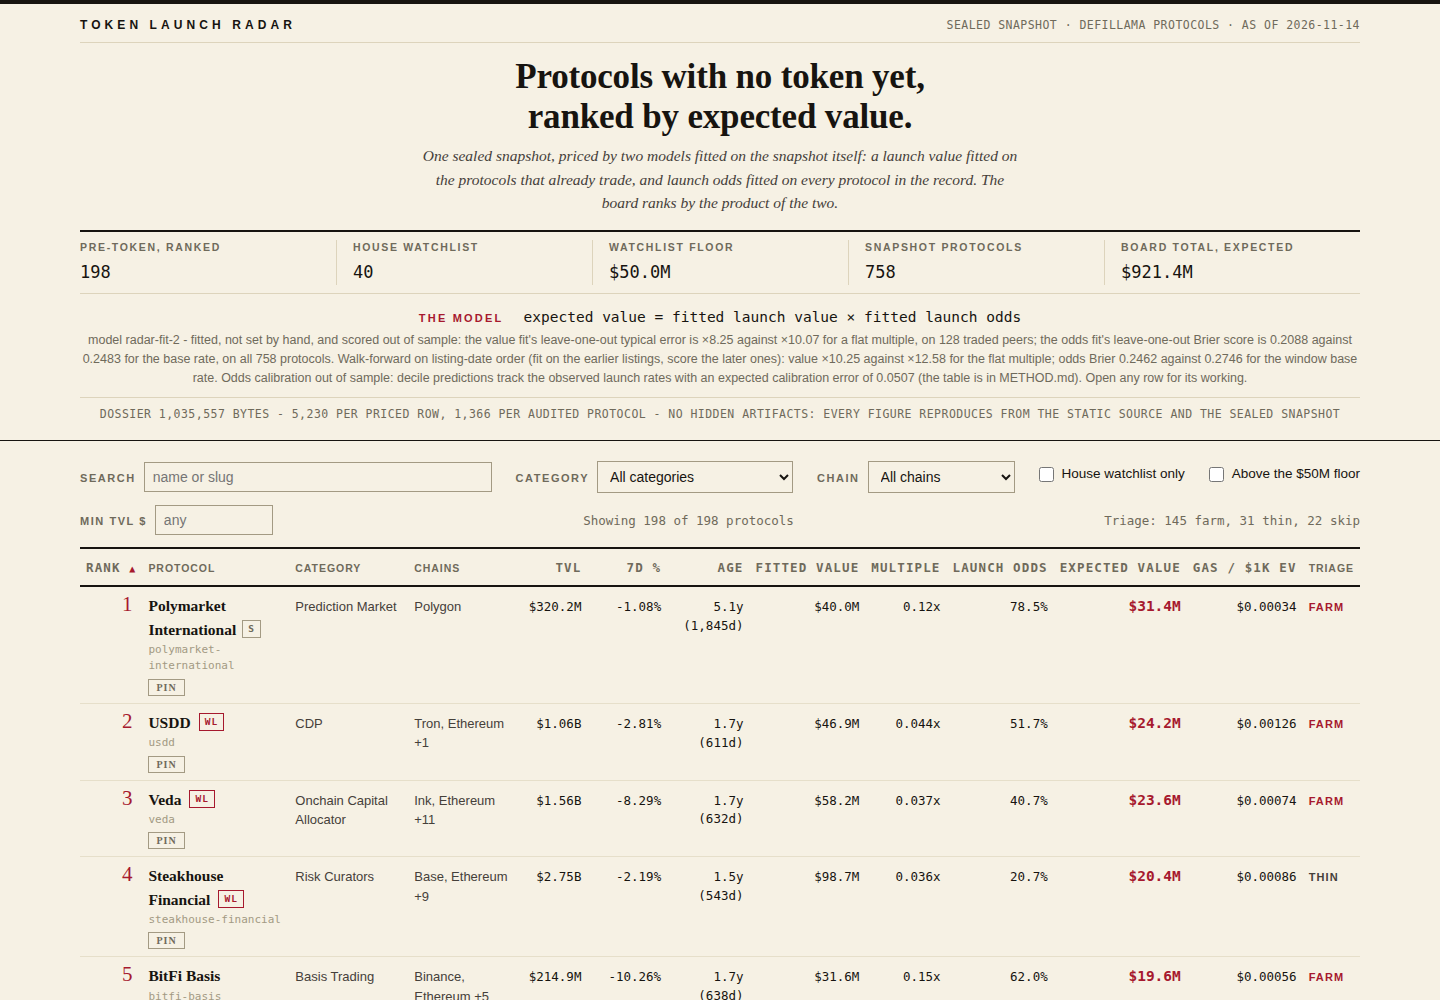 TOKEN LAUNCH RADAR
SEALED SNAPSHOT · DEFILLAMA PROTOCOLS · AS OF 2026-11-14
Protocols with no token yet,
ranked by expected value.
One sealed snapshot, priced by two models fitted on the snapshot itself: a launch value fitted on
the protocols that already trade, and launch odds fitted on every protocol in the record. The
board ranks by the product of the two.
PRE-TOKEN, RANKED
198
HOUSE WATCHLIST
40
WATCHLIST FLOOR
$50.0M
SNAPSHOT PROTOCOLS
758
BOARD TOTAL, EXPECTED
$921.4M
THE MODEL expected value = fitted launch value × fitted launch odds
model radar-fit-2 - fitted, not set by hand, and scored out of sample: the value fit's leave-one-out typical error is ×8.25 against ×10.07 for a flat multiple, on 128 traded peers; the odds fit's leave-one-out Brier score is 0.2088 against
0.2483 for the base rate, on all 758 protocols. Walk-forward on listing-date order (fit on the earlier listings, score the later ones): value ×10.25 against ×12.58 for the flat multiple; odds Brier 0.2462 against 0.2746 for the window base
rate. Odds calibration out of sample: decile predictions track the observed launch rates with an expected calibration error of 0.0507 (the table is in METHOD.md). Open any row for its working.
DOSSIER 1,035,557 BYTES - 5,230 PER PRICED ROW, 1,366 PER AUDITED PROTOCOL - NO HIDDEN ARTIFACTS: EVERY FIGURE REPRODUCES FROM THE STATIC SOURCE AND THE SEALED SNAPSHOT
SEARCH name or slug CATEGORY All categories CHAIN All chains House watchlist only Above the $50M floor
MIN TVL $ any Showing 198 of 198 protocols Triage: 145 farm, 31 thin, 22 skip
RANK ▲ PROTOCOL CATEGORY CHAINS TVL 7D % AGE FITTED VALUE MULTIPLE LAUNCH ODDS EXPECTED VALUE GAS / $1K EV TRIAGE
1 Polymarket Prediction Market Polygon $320.2M -1.08% 5.1y $40.0M 0.12x 78.5% $31.4M $0.00034 FARM
International S (1,845d)
polymarket-
international
PIN
2 USDD WL CDP Tron, Ethereum $1.06B -2.81% 1.7y $46.9M 0.044x 51.7% $24.2M $0.00126 FARM
usdd +1 (611d)
PIN
3 Veda WL Onchain Capital Ink, Ethereum $1.56B -8.29% 1.7y $58.2M 0.037x 40.7% $23.6M $0.00074 FARM
veda Allocator +11 (632d)
PIN
4 Steakhouse Risk Curators Base, Ethereum $2.75B -2.19% 1.5y $98.7M 0.036x 20.7% $20.4M $0.00086 THIN
Financial WL +9 (543d)
steakhouse-financial
PIN
5 BitFi Basis Basis Trading Binance, $214.9M -10.26% 1.7y $31.6M 0.15x 62.0% $19.6M $0.00056 FARM
bitfi-basis Ethereum +5 (638d)